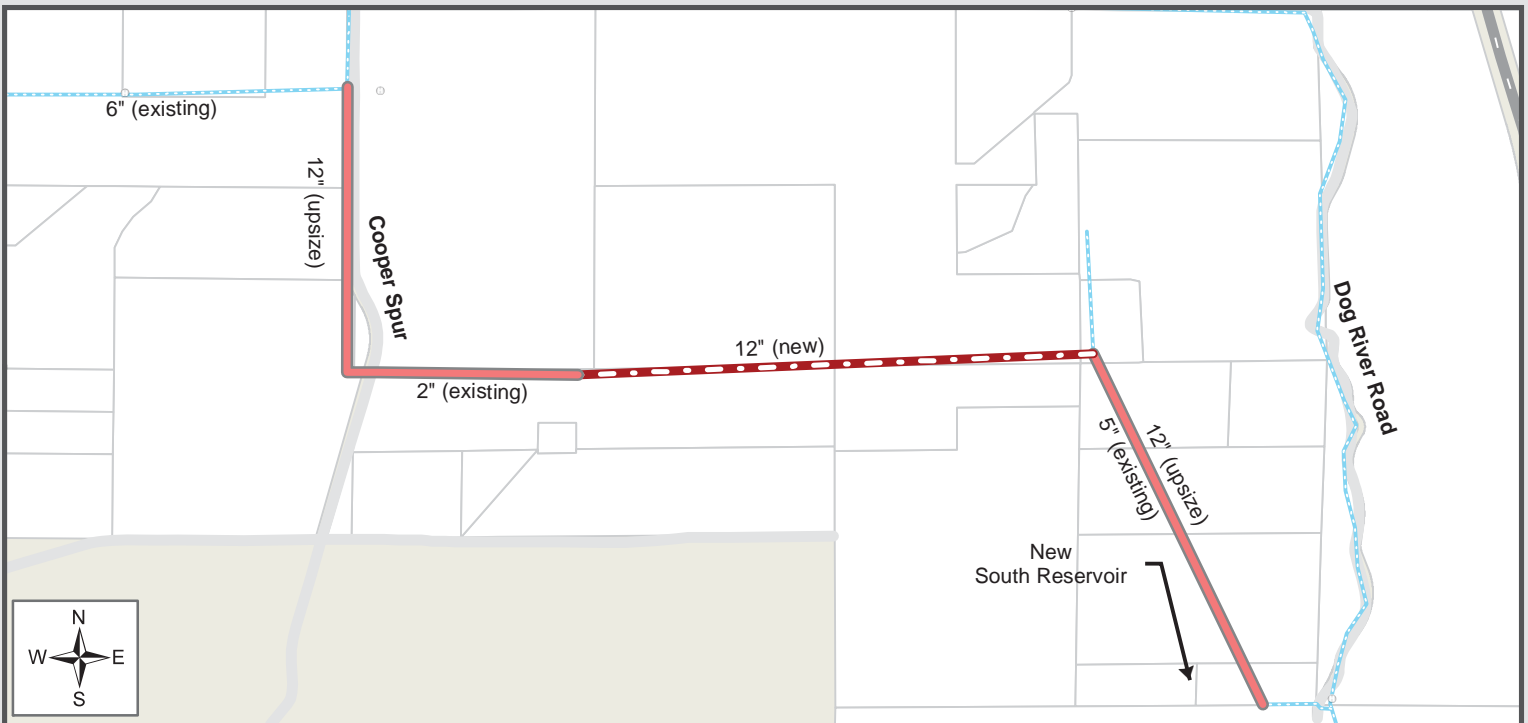 6" (existing)
12" (upsize)
Cooper Spur
2" (existing)
12" (new)
Dog River Road
12" (upsize)
5" (existing)
New
South Reservoir
N
W E
S